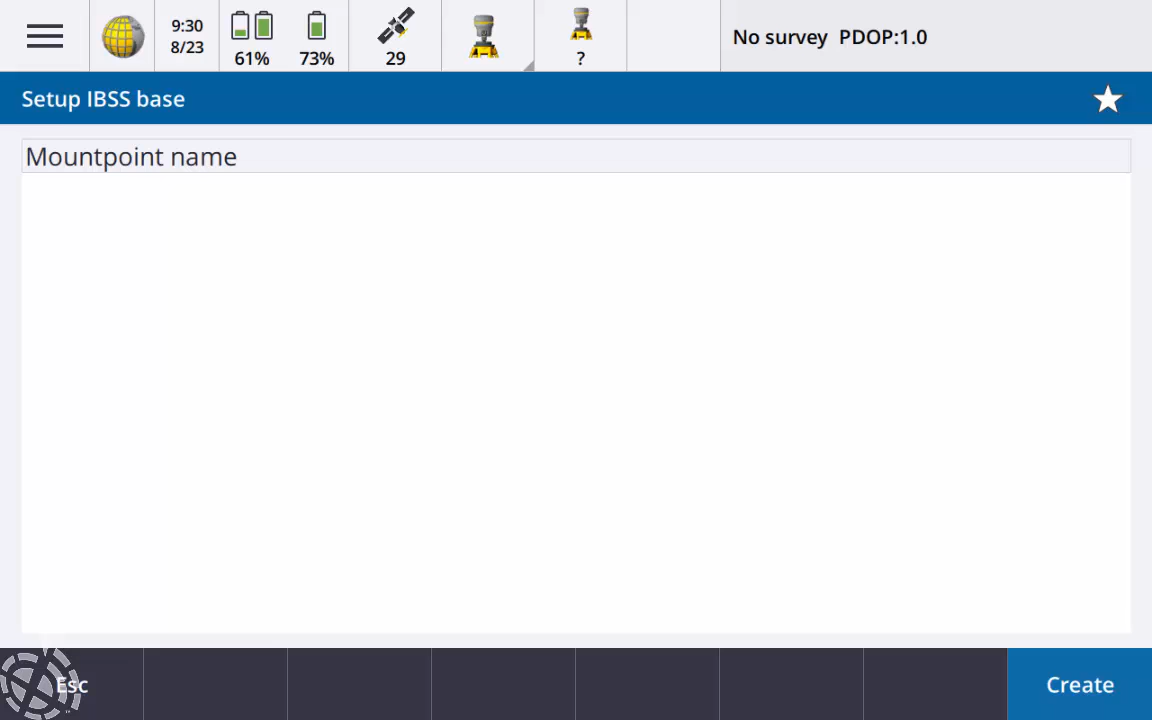 9:30
8/23
61%
73%
29
?
No survey PDOP:1.0
Setup IBSS base
Mountpoint name
Esc
Create